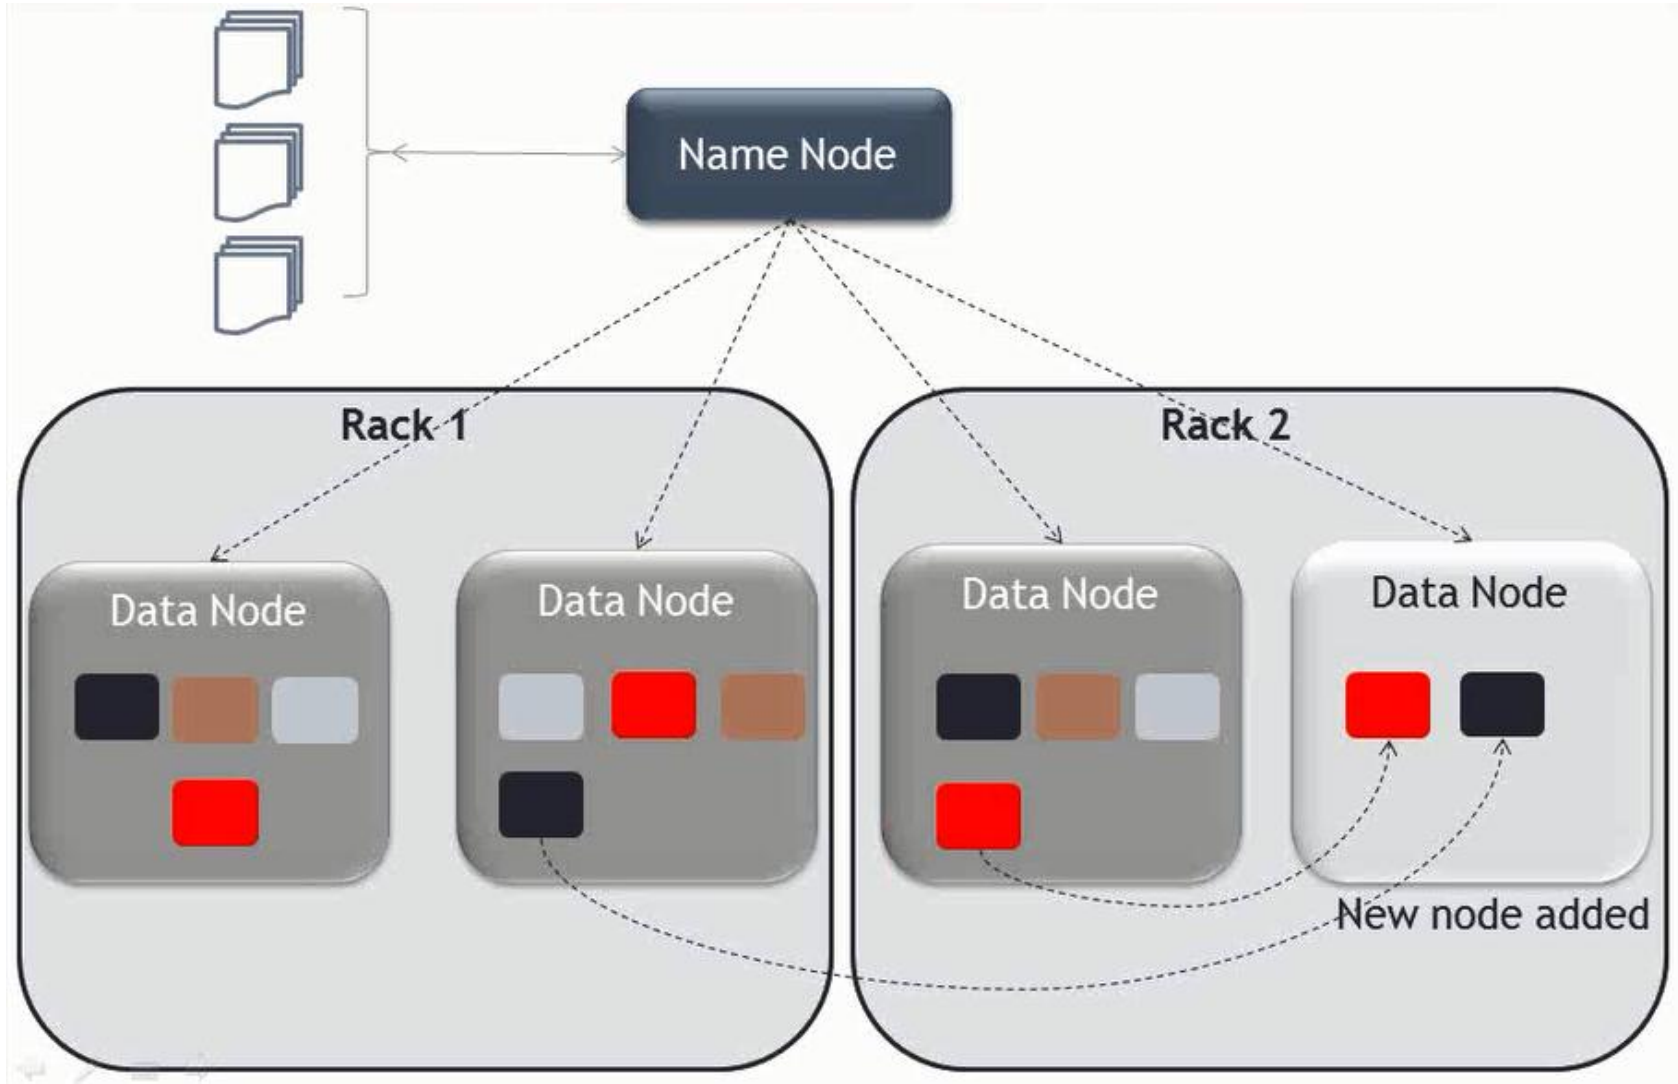 Name Node
Rack 1
Rack 2
Data Node
Data Node
Data Node
Data Node
New node added